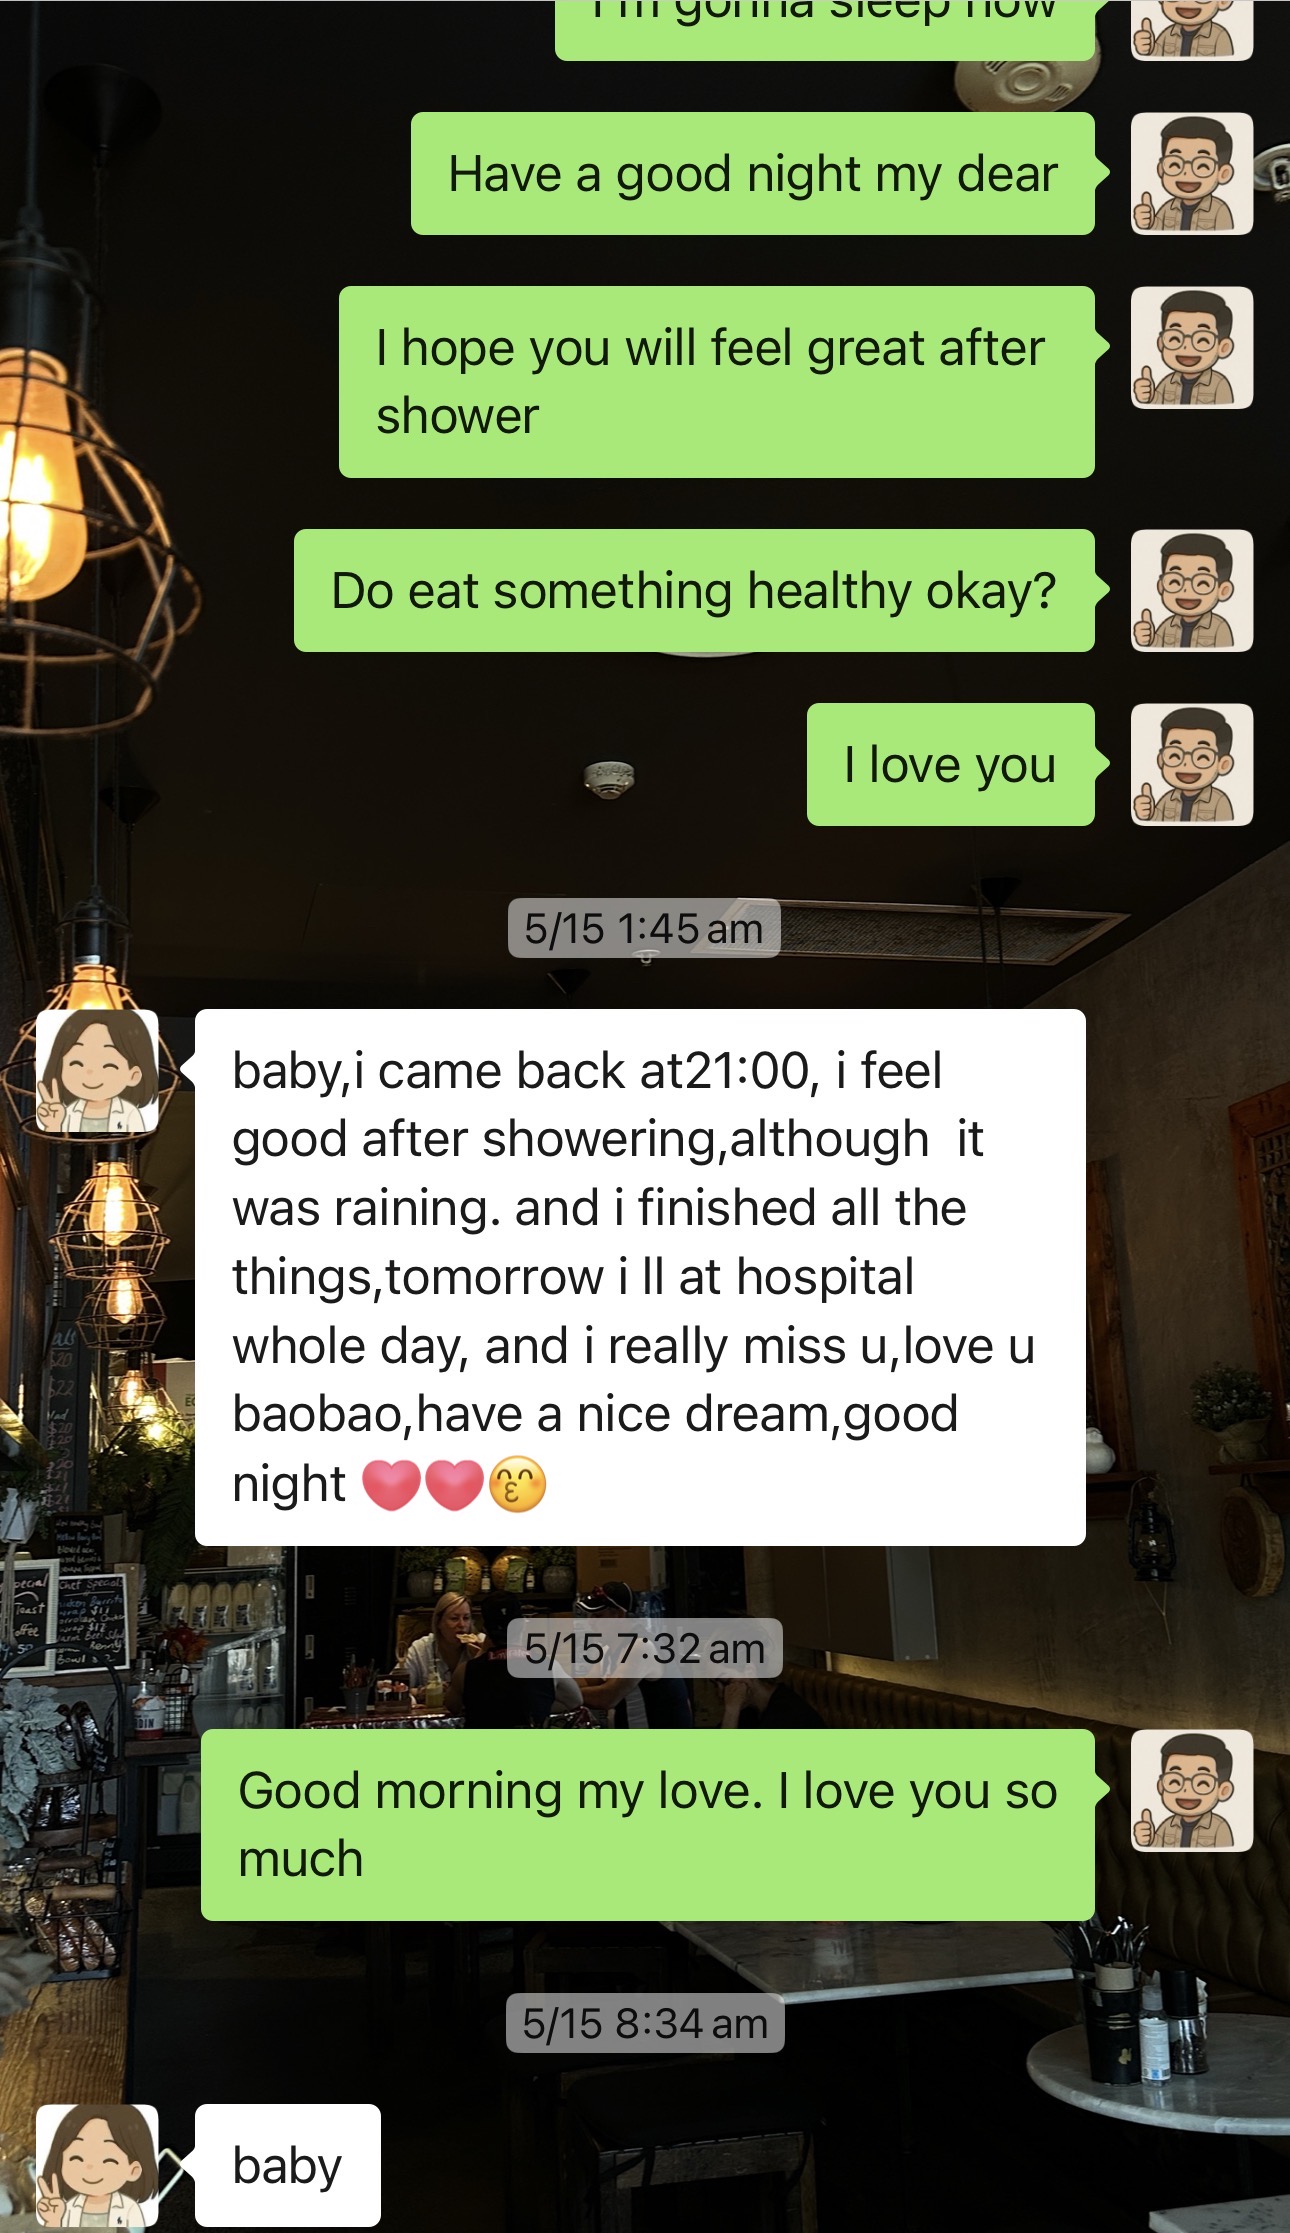 I'm gonna sleep now
Have a good night my dear
I hope you will feel great after
shower
Do eat something healthy okay?
I love you
5/15 1:45 am
baby,i came back at21:00, i feel
good after showering,although  it
was raining. and i finished all the
things,tomorrow i ll at hospital
whole day, and i really miss u,love u
baobao,have a nice dream,good
night ❤️❤️😙
5/15 7:32 am
Good morning my love. I love you so
much
5/15 8:34 am
baby